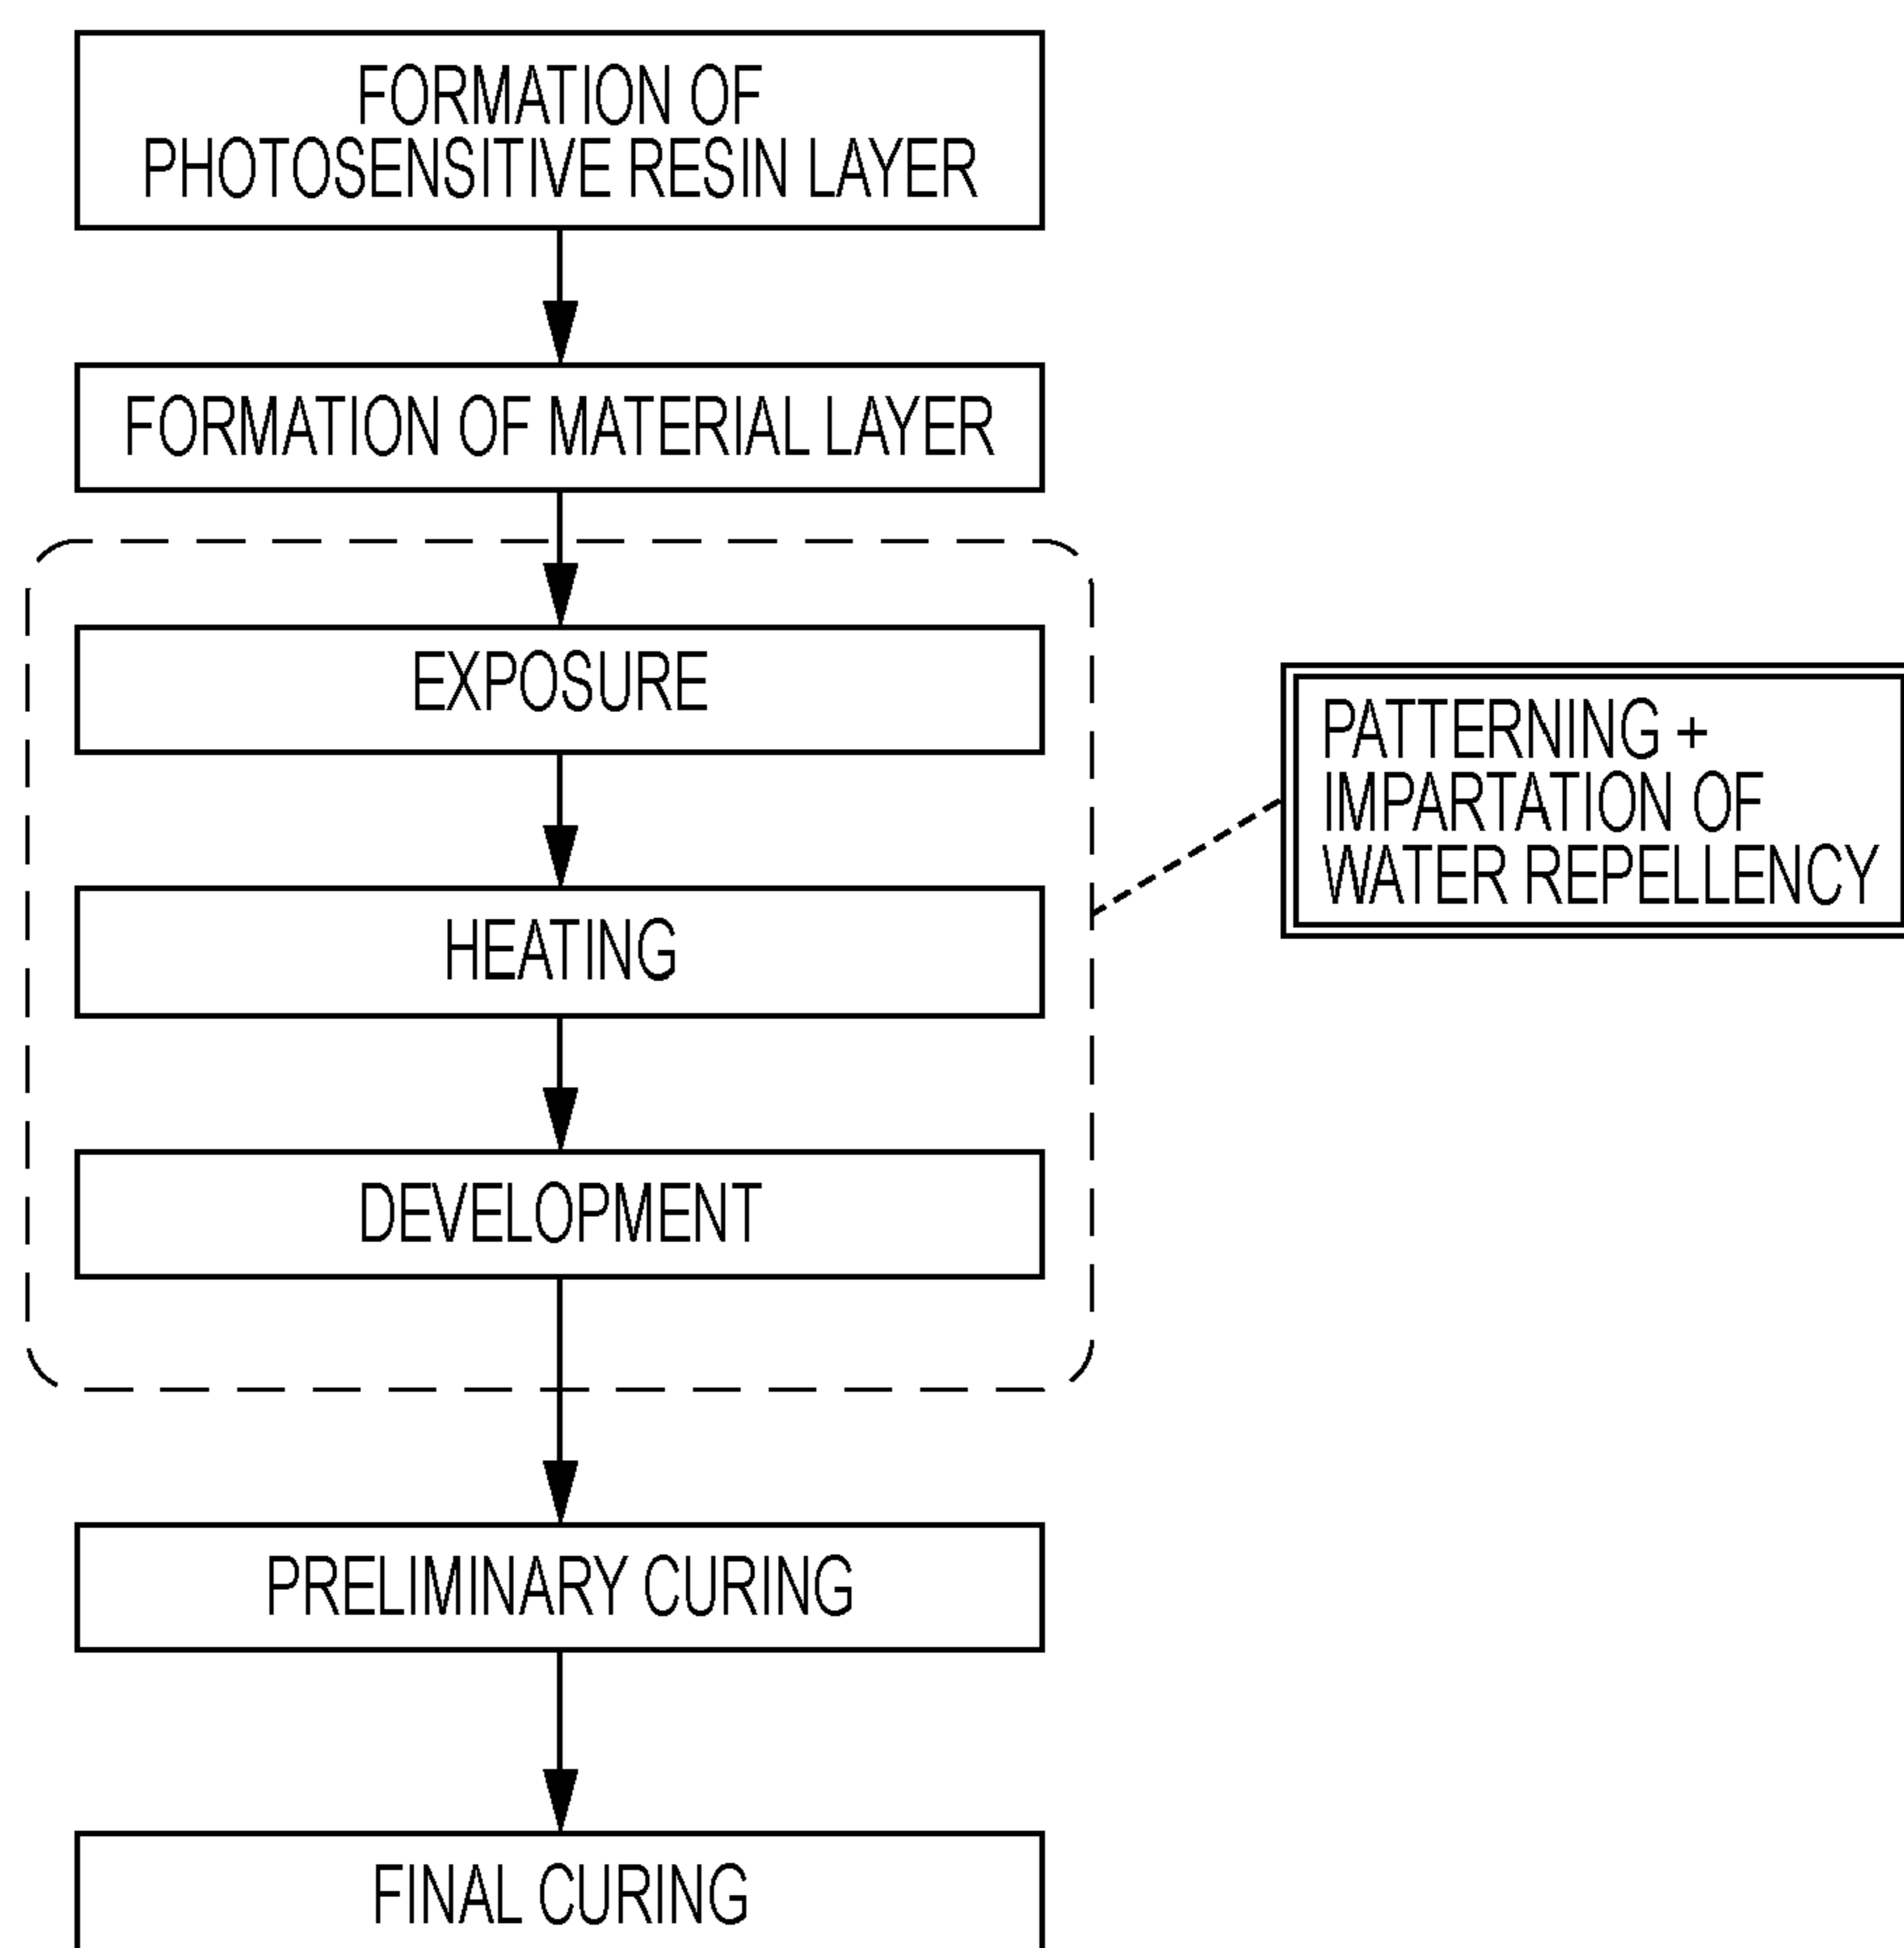 FORMATION OF
PHOTOSENSITIVE RESIN LAYER
FORMATION OF MATERIAL LAYER
EXPOSURE
HEATING
DEVELOPMENT
PATTERNING +
IMPARTATION OF
WATER REPELLENCY
PRELIMINARY CURING
FINAL CURING